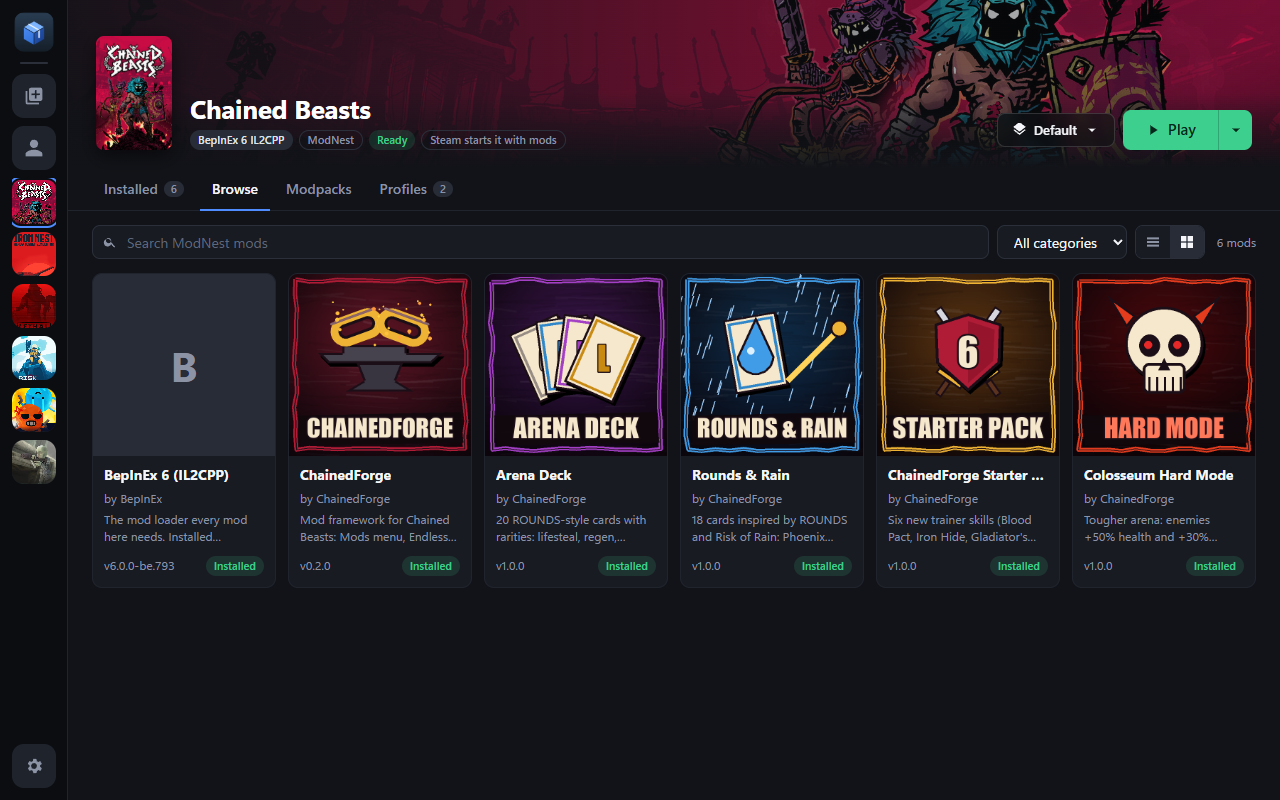 CHAINED
BEASTS
Chained Beasts
BepInEx 6 IL2CPP
ModNest
Ready
Steam starts it with mods
Default
Play
Installed 6
Browse
Modpacks
Profiles 2
Search ModNest mods
All categories
6 mods
B
BepInEx 6 (IL2CPP)
by BepInEx
The mod loader every mod
here needs. Installed...
v6.0.0-be.793
Installed
CHAINEDFORGE
ChainedForge
by ChainedForge
Mod framework for Chained
Beasts: Mods menu, Endless...
v0.2.0
Installed
L
ARENA DECK
Arena Deck
by ChainedForge
20 ROUNDS-style cards with
rarities: lifesteal, regen,...
v1.0.0
Installed
ROUNDS & RAIN
Rounds & Rain
by ChainedForge
18 cards inspired by ROUNDS
and Risk of Rain: Phoenix...
v1.0.0
Installed
6
STARTER PACK
ChainedForge Starter ...
by ChainedForge
Six new trainer skills (Blood
Pact, Iron Hide, Gladiator's...
v1.0.0
Installed
HARD MODE
Colosseum Hard Mode
by ChainedForge
Tougher arena: enemies
+50% health and +30%...
v1.0.0
Installed